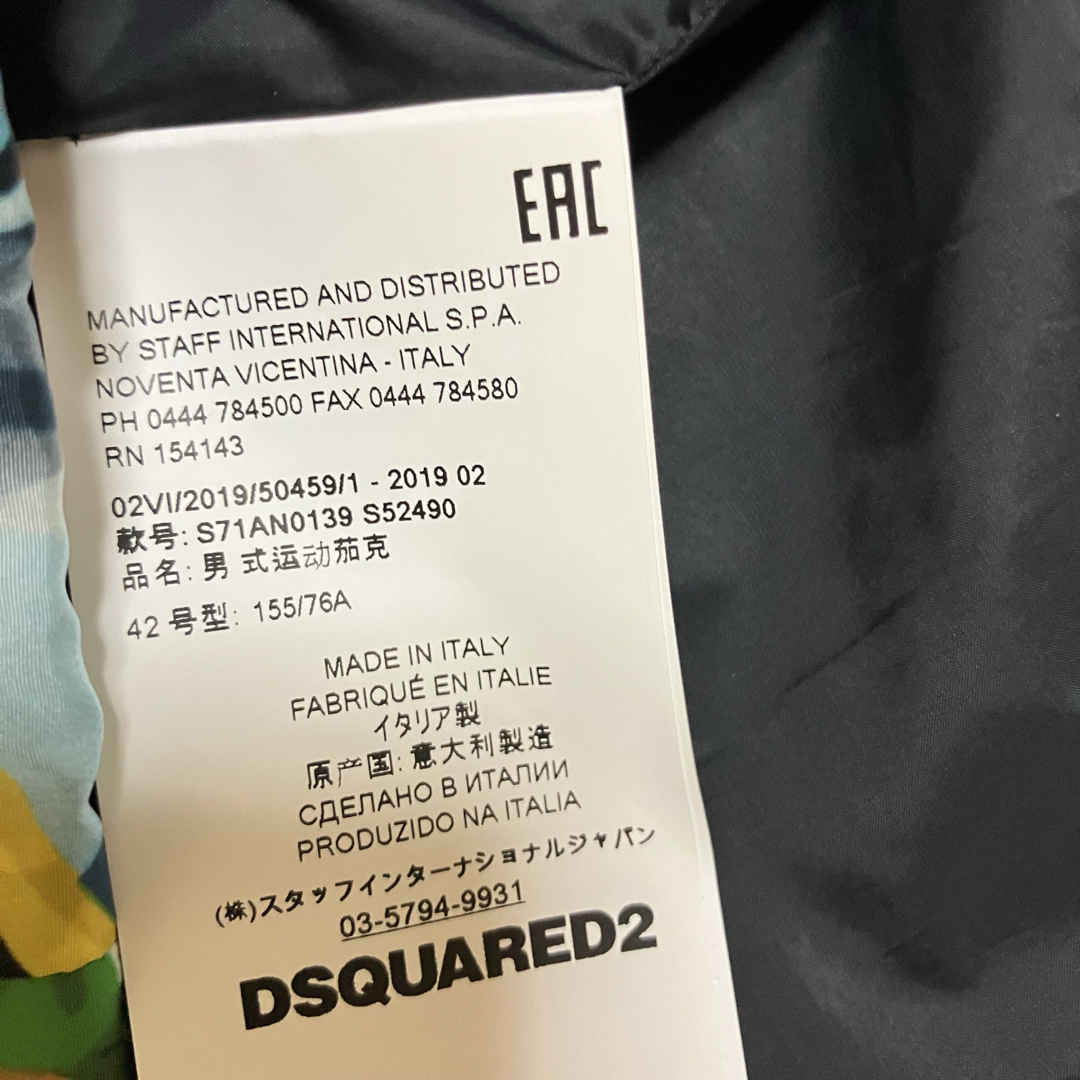 EAC
MANUFACTURED AND DISTRIBUTED
BY STAFF INTERNATIONAL S.P.A.
NOVENTA VICENTINA - ITALY
PH 0444 784500 FAX 0444 784580
RN 154143
02VI/2019/50459/1 - 2019 02
款号: S71AN0139 S52490
品名: 男 式运动茄克
42 号型: 155/76A
MADE IN ITALY
FABRIQUÉ EN ITALIE
イタリア製
原产国: 意大利製造
СДЕЛАНО В ИТАЛИИ
PRODUZIDO NA ITALIA
(株)スタッフインターナショナルジャパン
03-5794-9931
DSQUARED2